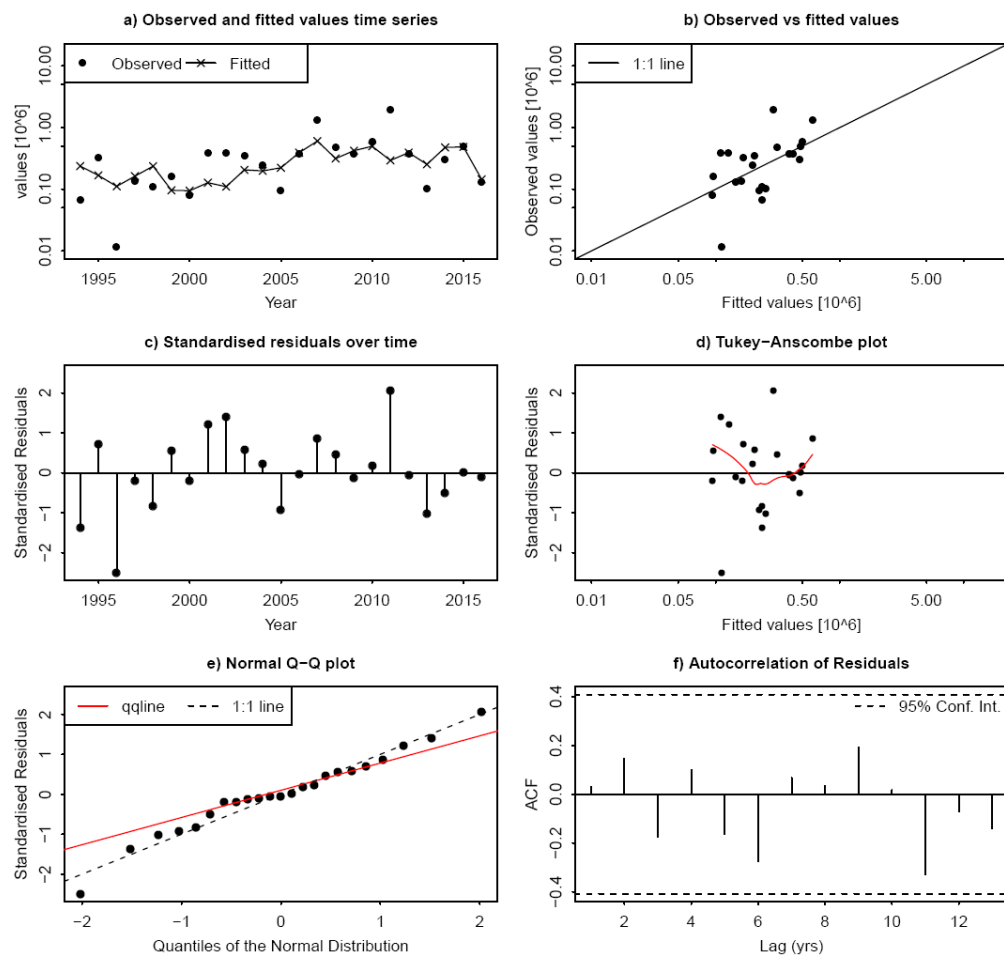 a) Observed and fitted values time series
values [10^6]
10.00
1.00
0.10
0.01
Observed
Fitted
1995
2000
2005
2010
2015
Year
b) Observed vs fitted values
Observed values [10^6]
10.00
1.00
0.10
0.01
1:1 line
0.01
0.05
0.50
5.00
Fitted values [10^6]
c) Standardised residuals over time
Standardised Residuals
2
1
0
−1
−2
1995
2000
2005
2010
2015
Year
d) Tukey−Anscombe plot
Standardised Residuals
2
1
0
−1
−2
0.01
0.05
0.50
5.00
Fitted values [10^6]
e) Normal Q−Q plot
Standardised Residuals
2
1
0
−1
−2
qqline
1:1 line
−2
−1
0
1
2
Quantiles of the Normal Distribution
f) Autocorrelation of Residuals
ACF
0.4
0.2
0.0
−0.2
−0.4
95% Conf. Int.
2
4
6
8
10
12
Lag (yrs)